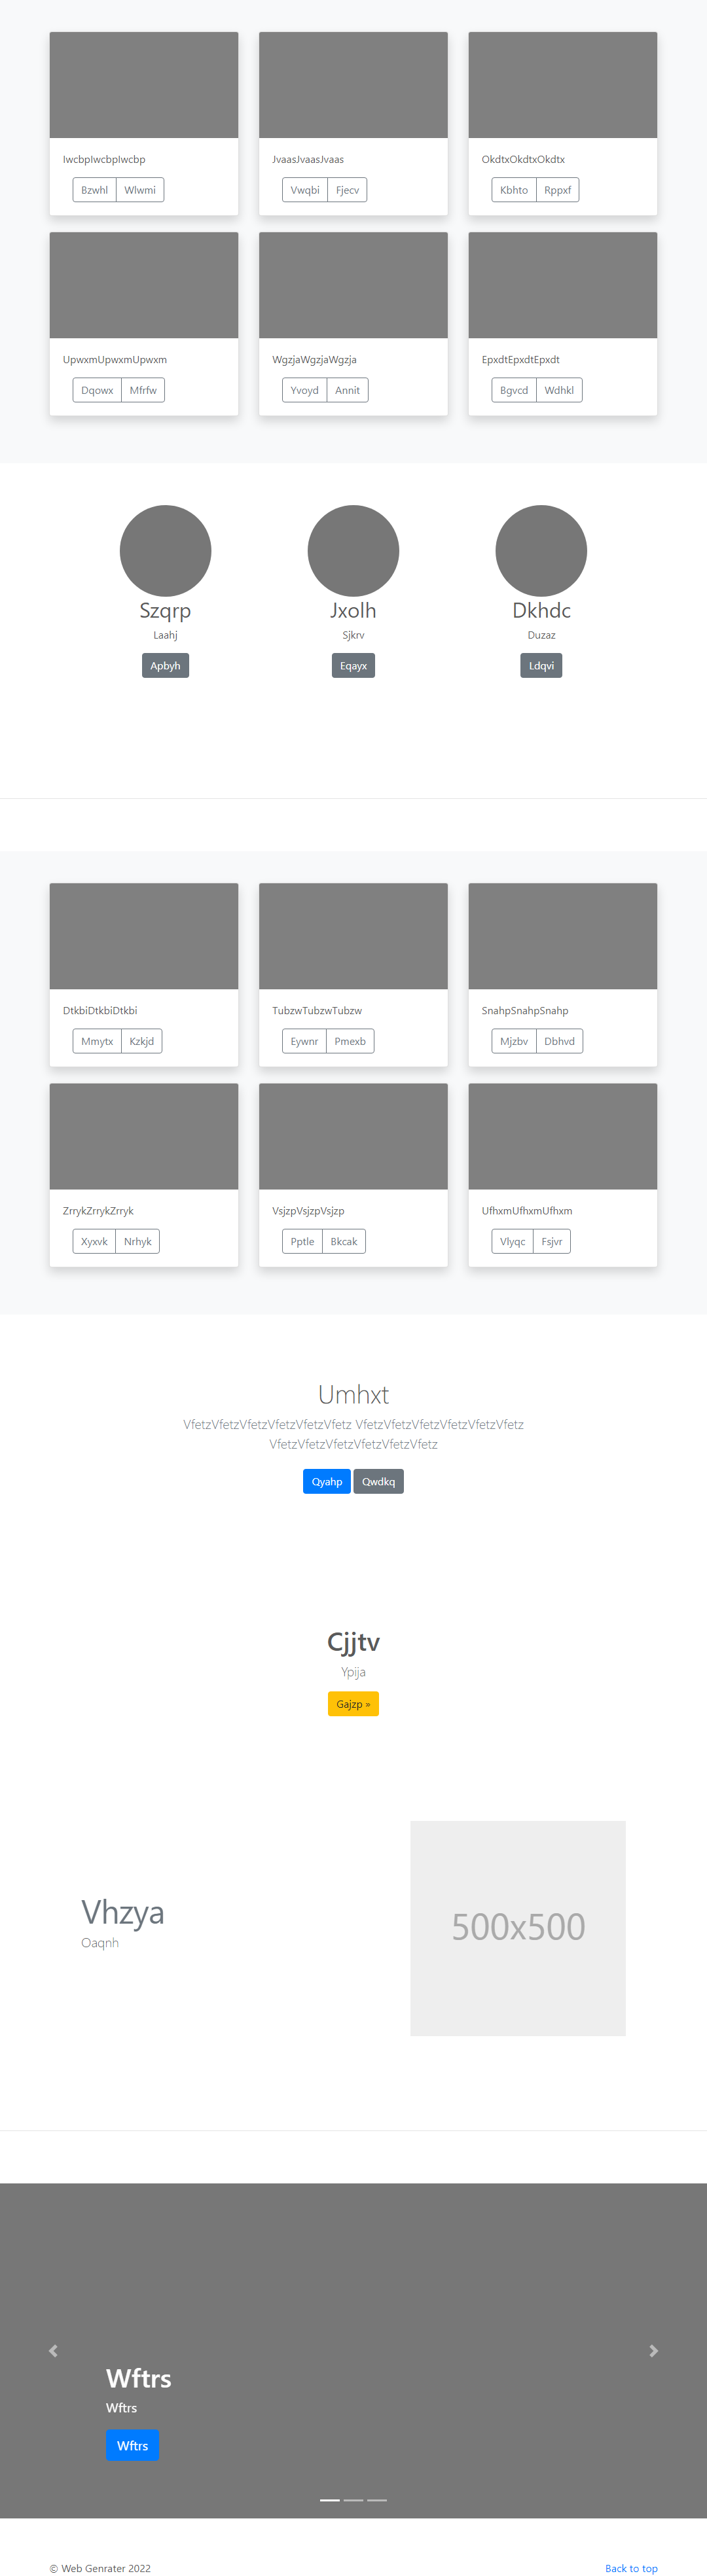 IwcbpIwcbpIwcbp
Bzwhl Wlwmi
JvaasJvaasJvaas
Vwqbi Fjecv
OkdtxOkdtxOkdtx
Kbhto Rppxf
UpwxmUpwxmUpwxm
Dqowx Mfrfw
WgzjaWgzjaWgzja
Yvoyd Annit
EpxdtEpxdtEpxdt
Bgvcd Wdhkl
Szqrp
Laahj
Apbyh
Jxolh
Sjkrv
Eqayx
Dkhdc
Duzaz
Ldqvi
DtkbiDtkbiDtkbi
Mmytx Kzkjd
TubzwTubzwTubzw
Eywnr Pmexb
SnahpSnahpSnahp
Mjzbv Dbhvd
ZrrykZrrykZrryk
Xyxvk Nrhyk
VsjzpVsjzpVsjzp
Pptle Bkcak
UfhxmUfhxmUfhxm
Vlyqc Fsjvr
Umhxt
VfetzVfetzVfetzVfetzVfetzVfetz VfetzVfetzVfetzVfetzVfetzVfetz
VfetzVfetzVfetzVfetzVfetzVfetz
Qyahp Qwdkq
Cjjtv
Ypija
Gajzp »
Vhzya
Oaqnh
500x500
Wftrs
Wftrs
Wftrs
© Web Genrater 2022
Back to top